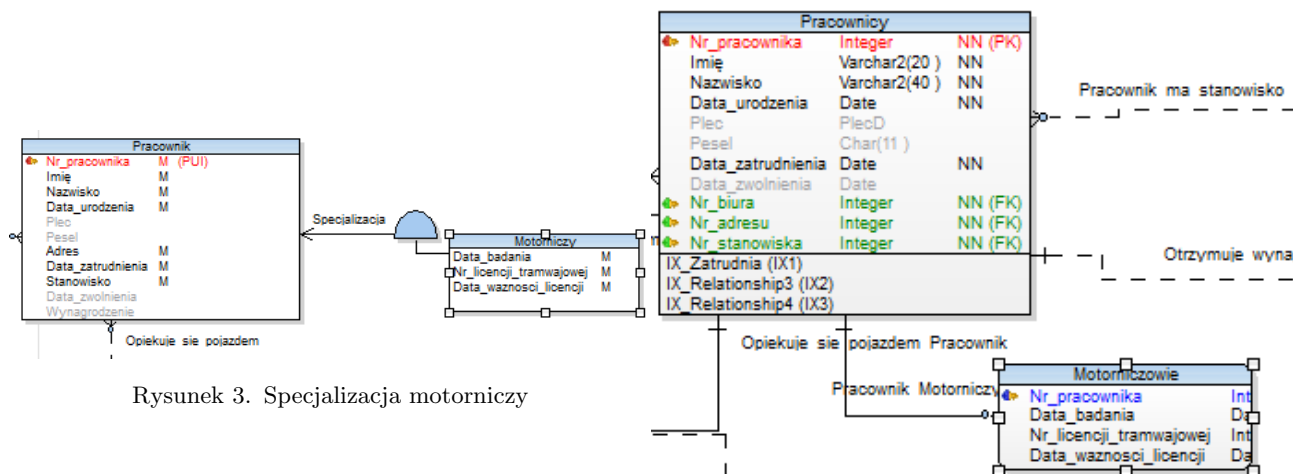 Pracownik
Nr_pracownika M (PUI)
Imię M
Nazwisko M
Data_urodzenia M
Plec
Pesel
Adres M
Data_zatrudnienia M
Stanowisko M
Data_zwolnienia
Wynagrodzenie
Opiekuje sie pojazdem
Specjalizacja
Motorniczy
Data_badania M
Nr_licencji_tramwajowej M
Data_waznosci_licencji M
Rysunek 3. Specjalizacja motorniczy
Pracownicy
Nr_pracownika Integer NN (PK)
Imię Varchar2(20 ) NN
Nazwisko Varchar2(40 ) NN
Data_urodzenia Date NN
Plec PlecD
Pesel Char(11 )
Data_zatrudnienia Date NN
Data_zwolnienia Date
Nr_biura Integer NN (FK)
Nr_adresu Integer NN (FK)
Nr_stanowiska Integer NN (FK)
IX_Zatrudnia (IX1)
IX_Relationship3 (IX2)
IX_Relationship4 (IX3)
Pracownik ma stanowisko
Otrzymuje wyna
Opiekuje sie pojazdem Pracownik
Pracownik Motorniczy
Motorniczowie
Nr_pracownika Int
Data_badania Da
Nr_licencji_tramwajowej Int
Data_waznosci_licencji Da